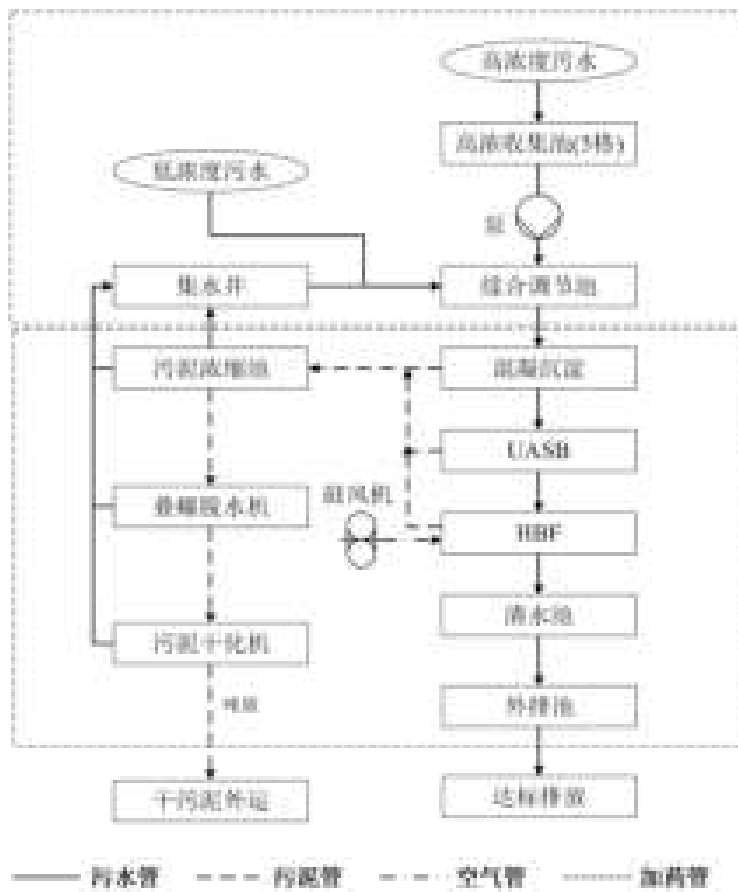 高浓度污水
高浓收集池(5格)
低浓度污水
泵
集水井
综合调节池
污泥浓缩池
混凝沉淀
UASB
叠螺脱水机
鼓风机
HBF
清水池
污泥干化机
外排池
干污泥外运
达标排放
污水管
污泥管
空气管
加药管